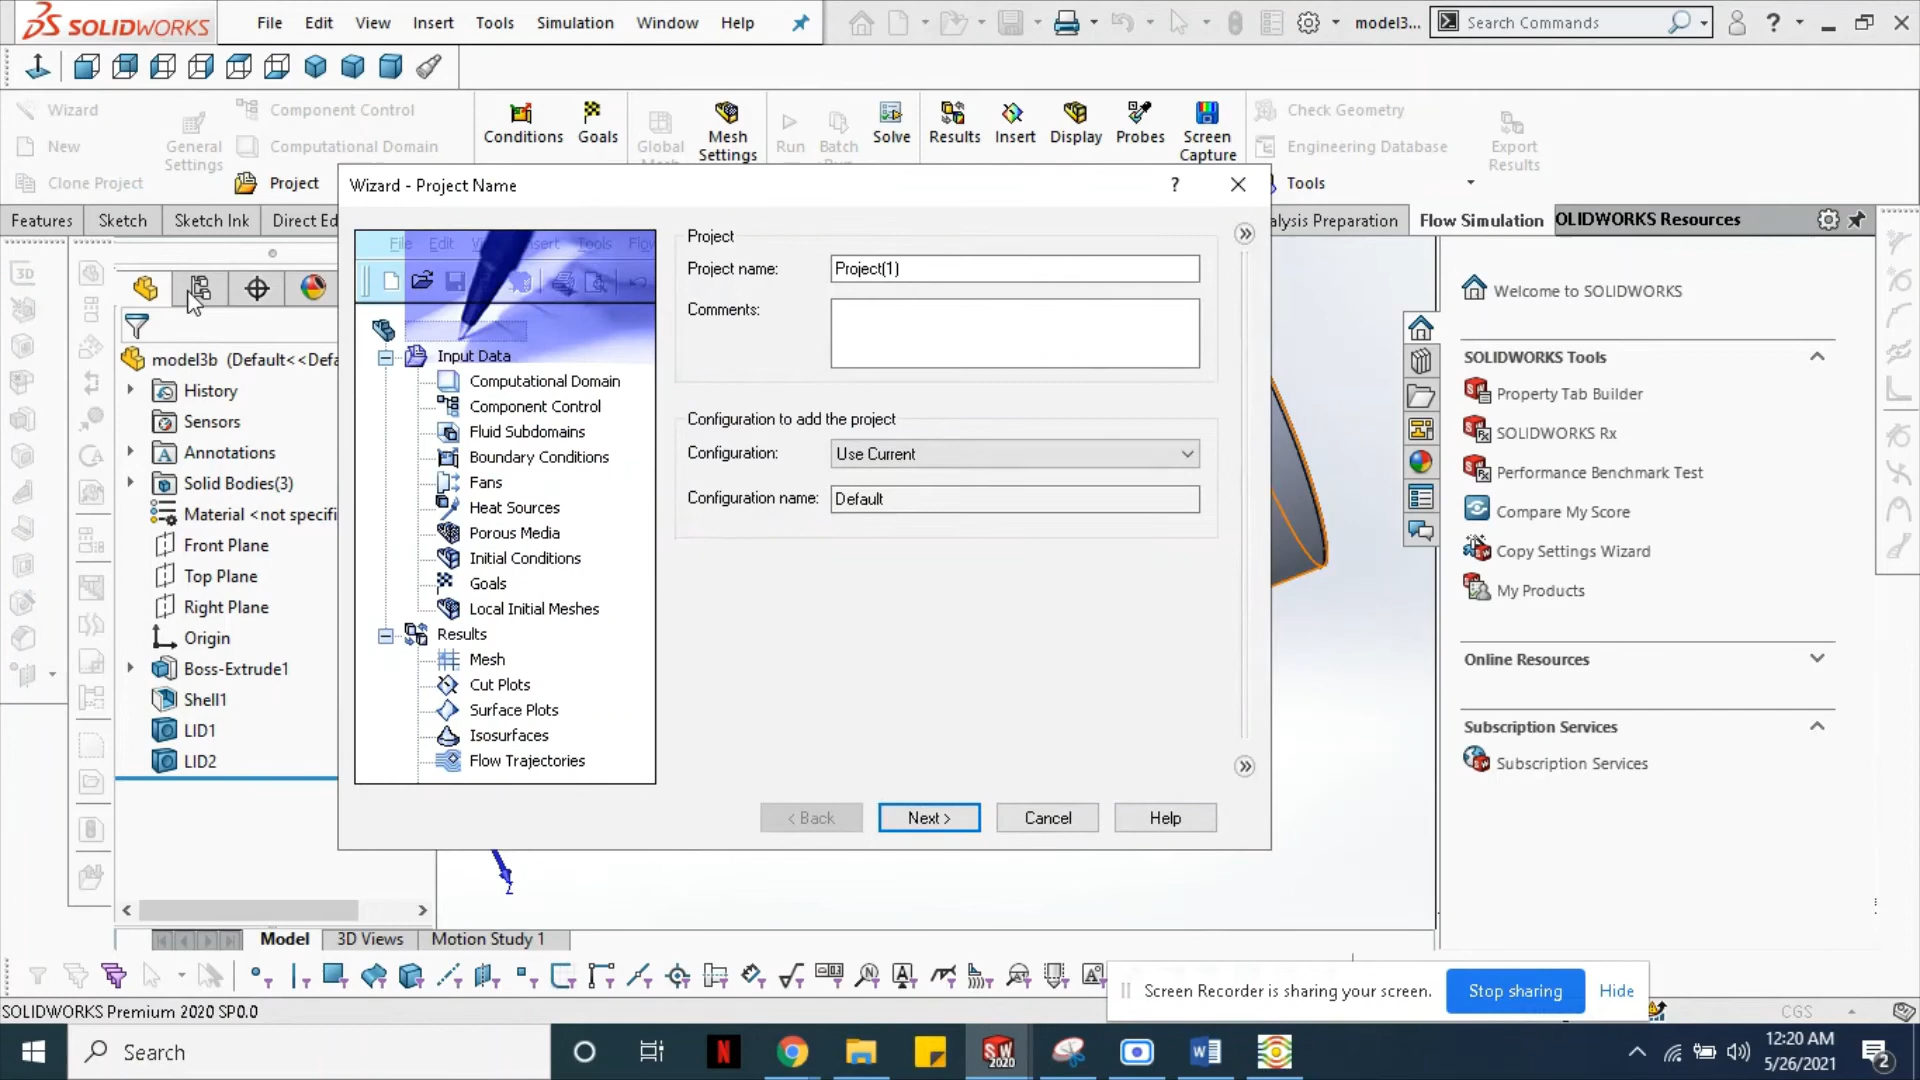 SOLIDWORKS
File Edit View Insert Tools Simulation Window Help
model3...
Search Commands
Wizard
New
Clone Project
General Settings
Component Control
Computational Domain
Project
Conditions
Goals
Global
Mesh Settings
Run
Batch
Solve
Results
Insert
Display
Probes
Screen Capture
Check Geometry
Engineering Database
Tools
Export Results
Features Sketch Sketch Ink Direct Ed
alysis Preparation Flow Simulation
OLIDWORKS Resources
model3b (Default<<Defa
History
Sensors
Annotations
Solid Bodies(3)
Material <not specifi
Front Plane
Top Plane
Right Plane
Origin
Boss-Extrude1
Shell1
LID1
LID2
Wizard - Project Name
?
File Edit Vi nsert Tools Flow
Input Data
Computational Domain
Component Control
Fluid Subdomains
Boundary Conditions
Fans
Heat Sources
Porous Media
Initial Conditions
Goals
Local Initial Meshes
Results
Mesh
Cut Plots
Surface Plots
Isosurfaces
Flow Trajectories
Project
Project name: Project(1)
Comments:
Configuration to add the project
Configuration: Use Current
Configuration name: Default
< Back
Next >
Cancel
Help
Z
Welcome to SOLIDWORKS
SOLIDWORKS Tools
Property Tab Builder
SOLIDWORKS Rx
Performance Benchmark Test
Compare My Score
Copy Settings Wizard
My Products
Online Resources
Subscription Services
Subscription Services
Model 3D Views Motion Study 1
Screen Recorder is sharing your screen.
Stop sharing
Hide
SOLIDWORKS Premium 2020 SP0.0
CGS
Search
12:20 AM
5/26/2021
2